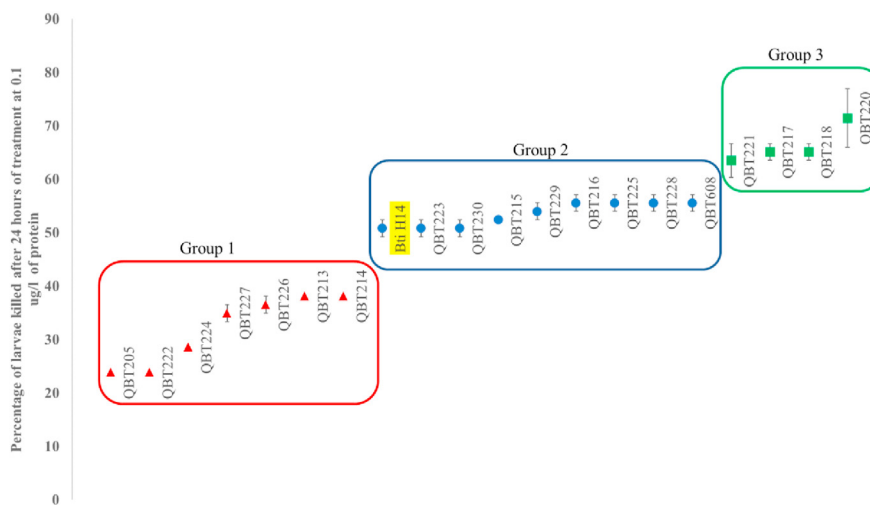 Percentage of larvae killed after 24 hours of treatment at 0.1
ug/l of protein
90
80
70
60
50
40
30
20
10
0
Group 1
QBT205
QBT222
QBT224
QBT227
QBT226
QBT213
QBT214
Group 2
Bti H14
QBT223
QBT230
QBT215
QBT229
QBT216
QBT225
QBT228
QBT608
Group 3
QBT221
QBT217
QBT218
QBT220